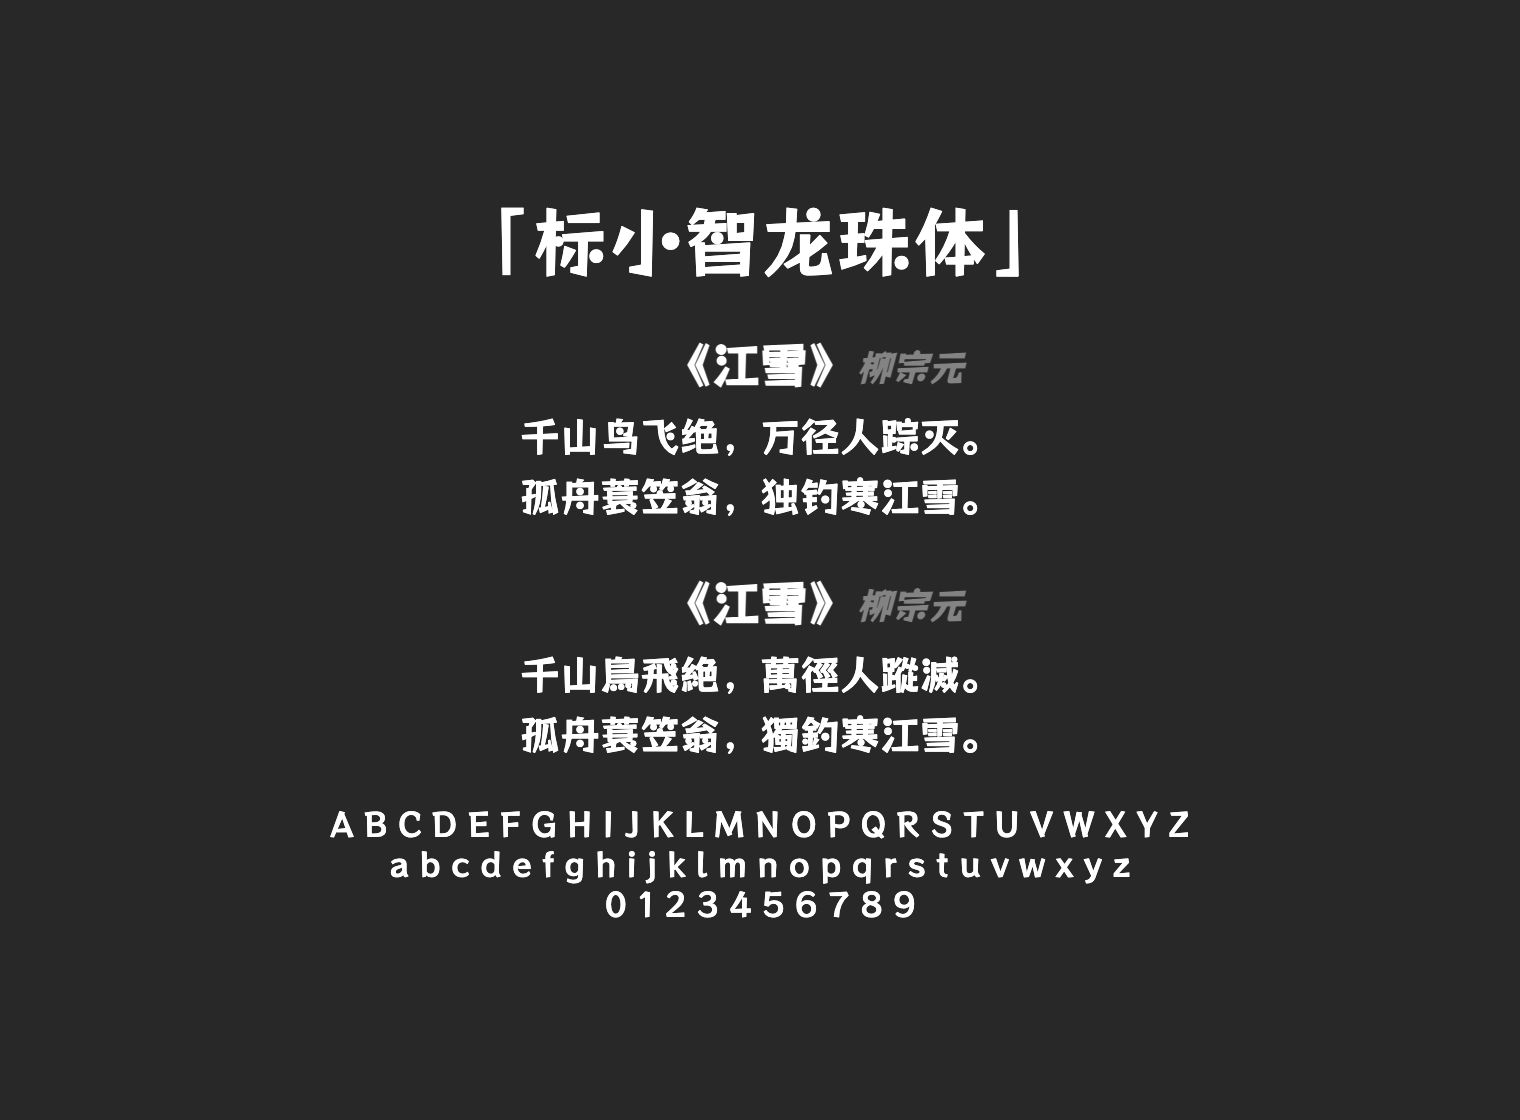 「标小智龙珠体」
《江雪》 柳宗元
千山鸟飞绝，万径人踪灭。
孤舟蓑笠翁，独钓寒江雪。
《江雪》 柳宗元
千山鳥飛絶，萬徑人蹤滅。
孤舟蓑笠翁，獨釣寒江雪。
A B C D E F G H I J K L M N O P Q R S T U V W X Y Z
a b c d e f g h i j k l m n o p q r s t u v w x y z
0 1 2 3 4 5 6 7 8 9